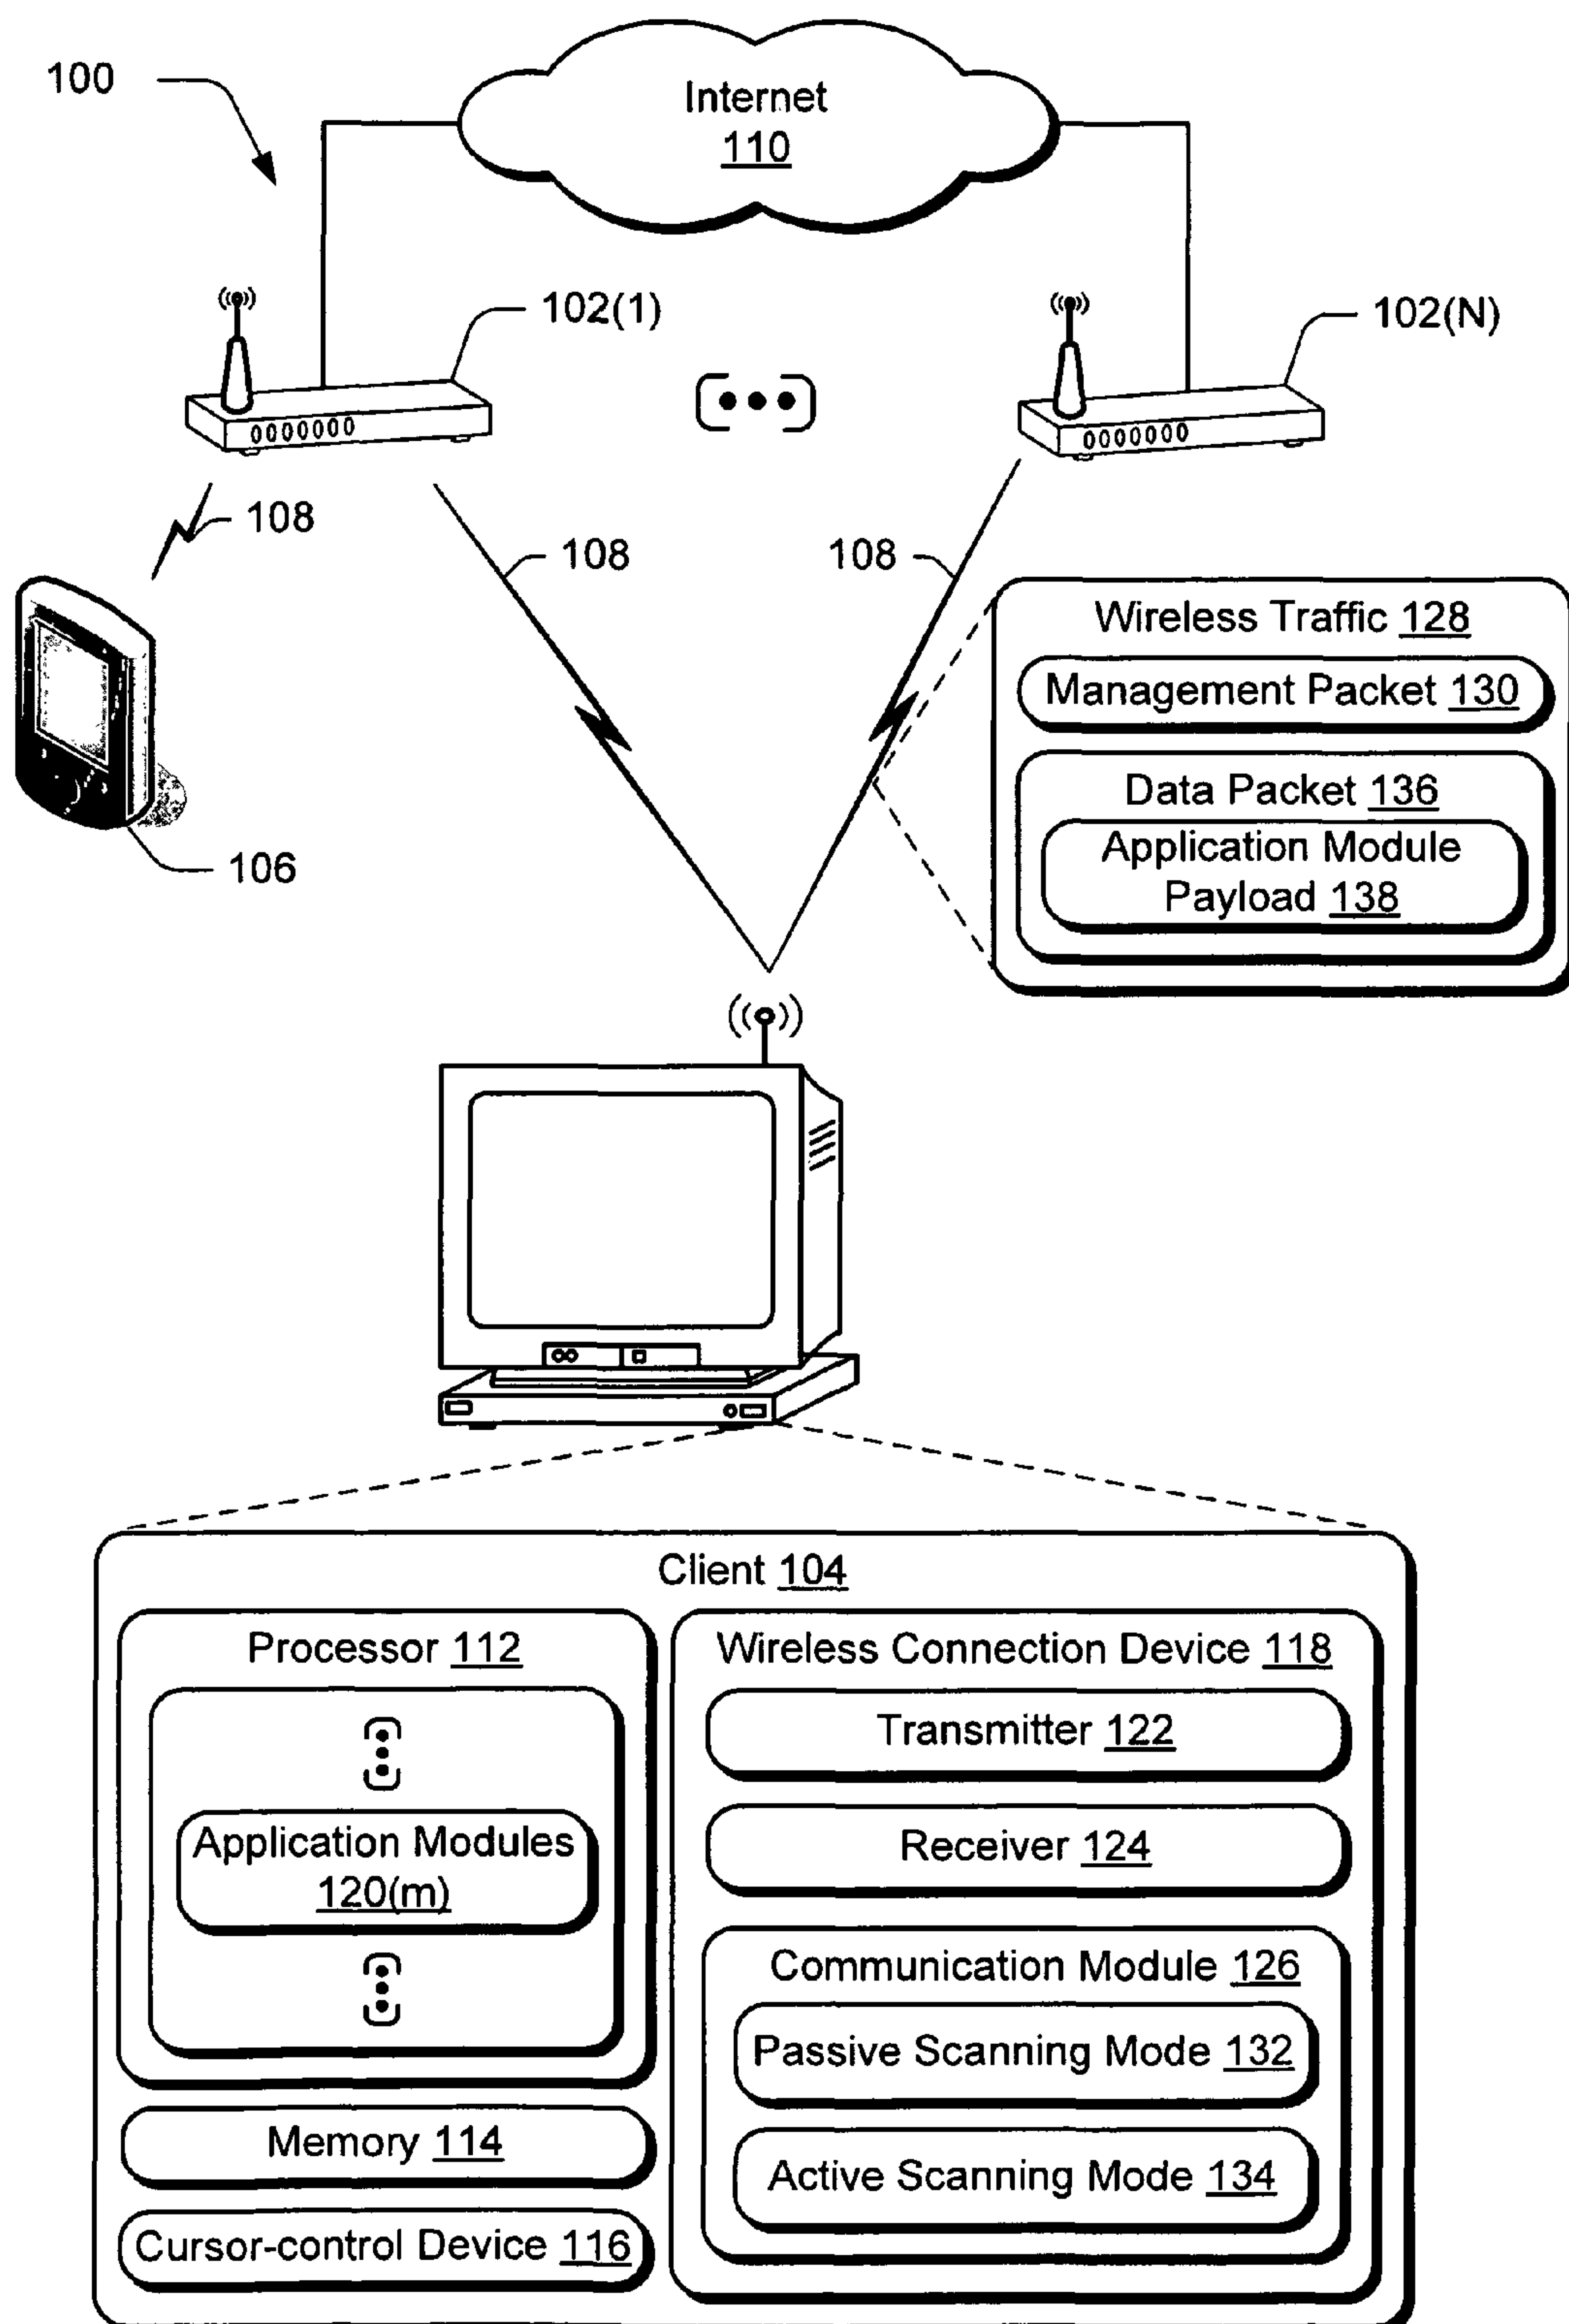 100
Internet
110
102(1)
102(N)
108
108
108
106
Wireless Traffic 128
Management Packet 130
Data Packet 136
Application Module
Payload 138
Client 104
Processor 112
Application Modules
120(m)
Memory 114
Cursor-control Device 116
Wireless Connection Device 118
Transmitter 122
Receiver 124
Communication Module 126
Passive Scanning Mode 132
Active Scanning Mode 134